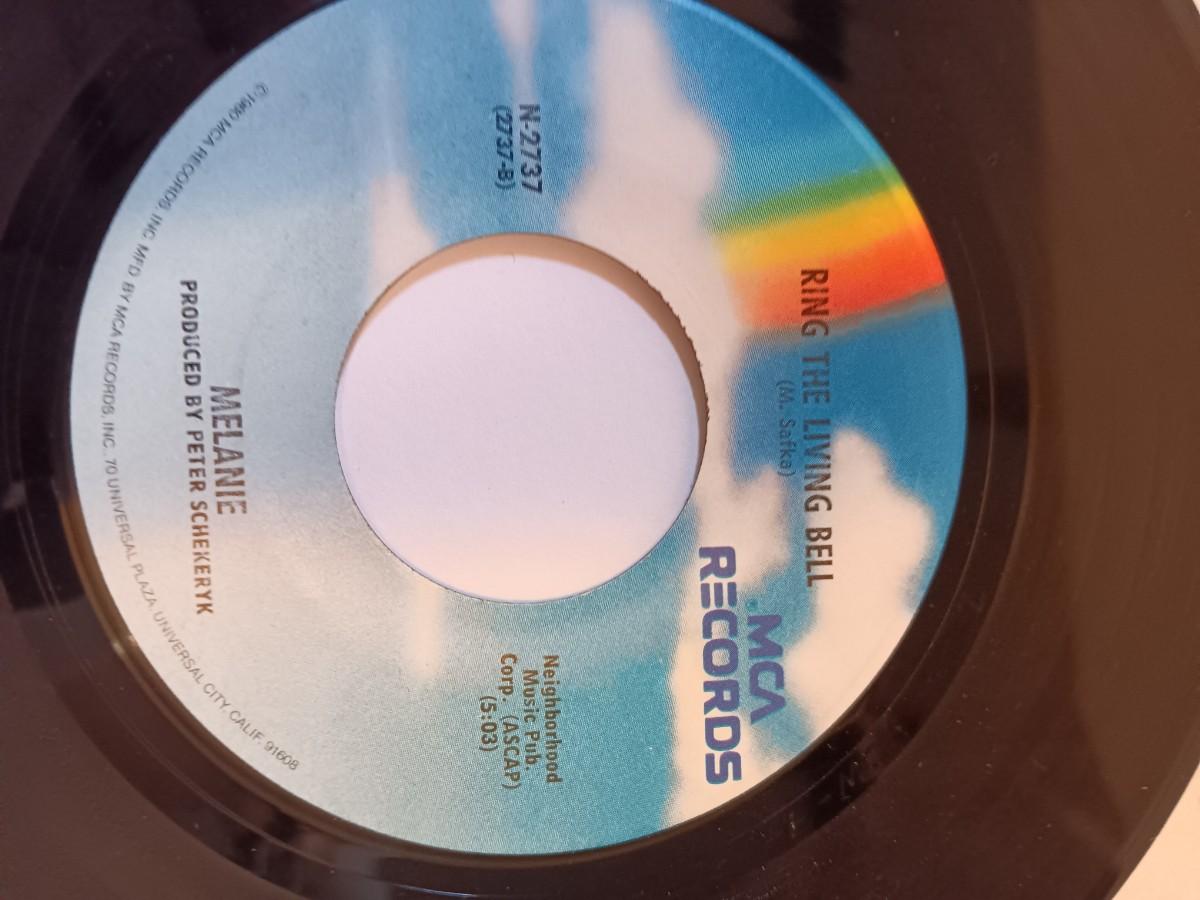 RING THE LIVING BELL
(M. Safka)
MCA
RECORDS
N-2737
(2737-B)
Neighborhood
Music Pub.
Corp. (ASCAP)
(5:03)
MELANIE
PRODUCED BY PETER SCHEKERYK
©1980 MCA RECORDS, INC. MFD. BY MCA RECORDS, INC., 70 UNIVERSAL PLAZA, UNIVERSAL CITY, CALIF. 91608